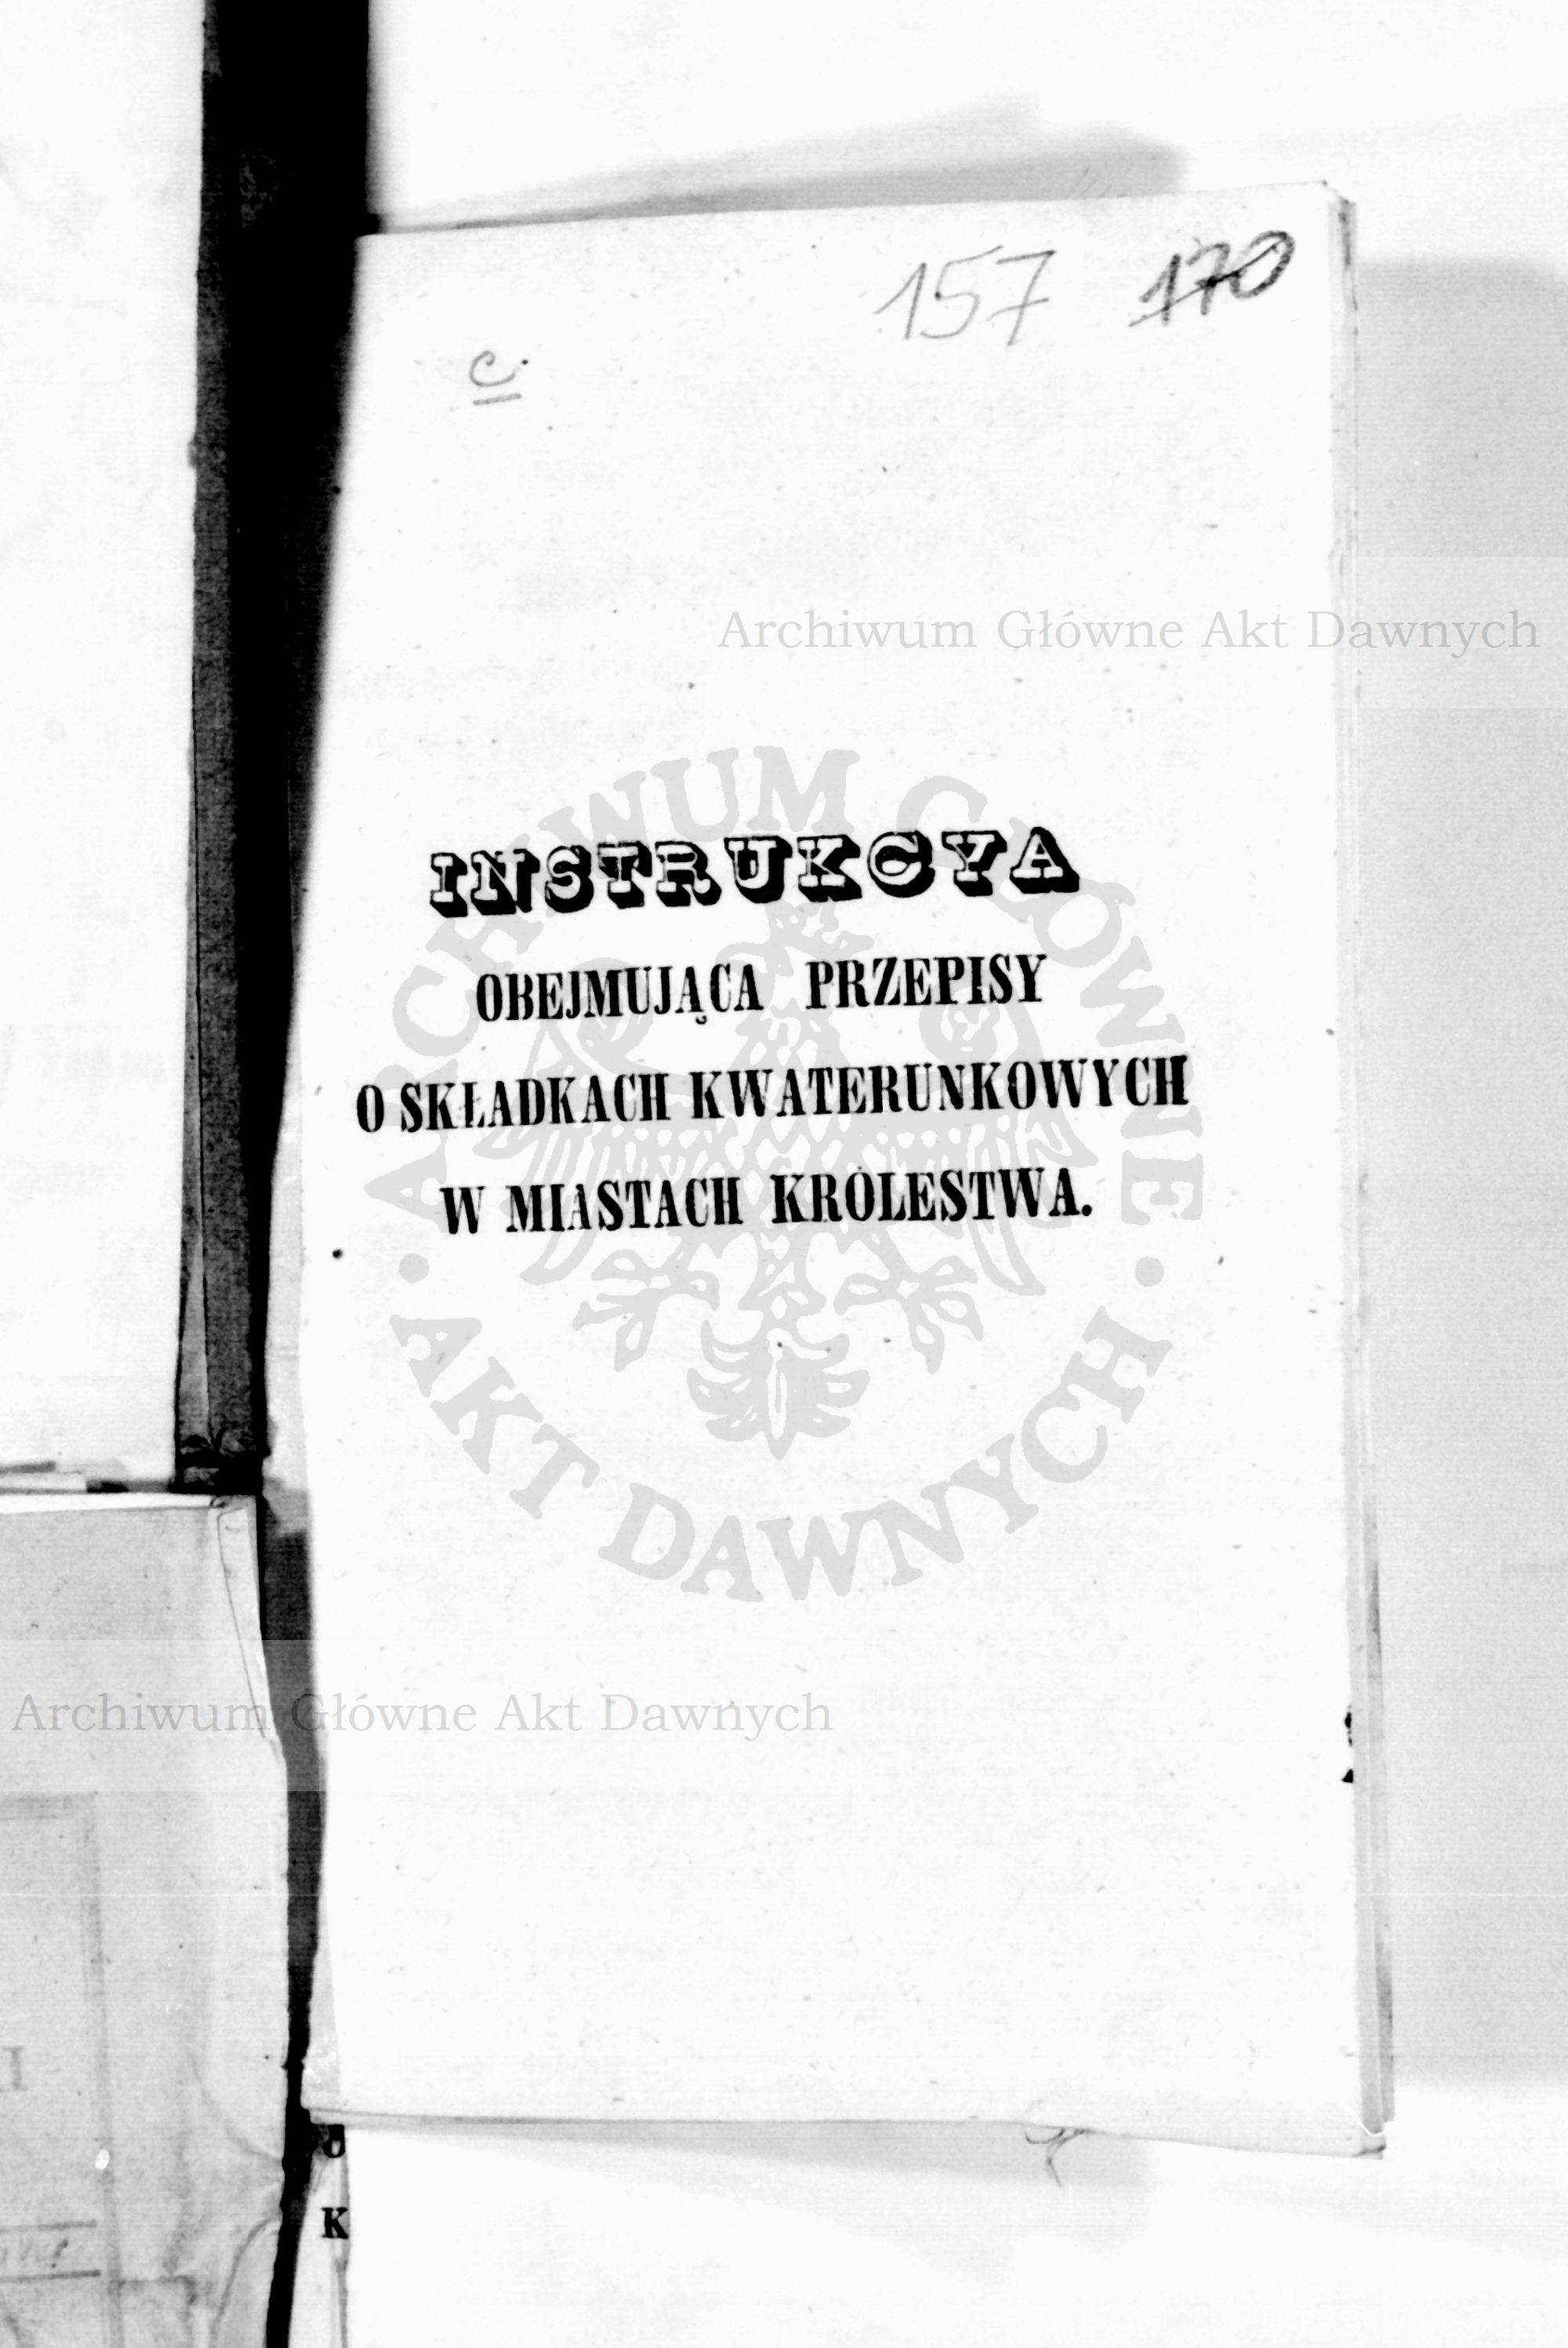 157 170
c.
Archiwum Główne Akt Dawnych
ARCHIWUM GŁÓWNE
INSTRUKCYA
OBEJMUJĄCA PRZEPISY
O SKŁADKACH KWATERUNKOWYCH
W MIASTACH KRÓLESTWA.
AKT DAWNYCH
Archiwum Główne Akt Dawnych
I
K